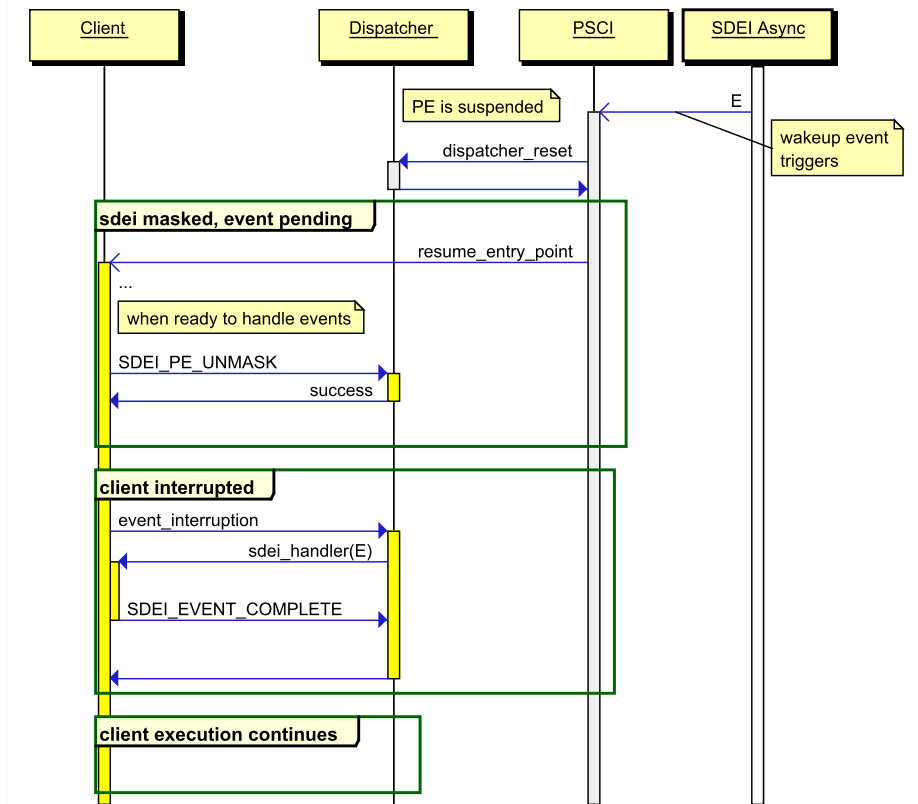 Client
Dispatcher
PSCI
SDEI Async
PE is suspended
E
wakeup event
triggers
dispatcher_reset
sdei masked, event pending
resume_entry_point
...
when ready to handle events
SDEI_PE_UNMASK
success
client interrupted
event_interruption
sdei_handler(E)
SDEI_EVENT_COMPLETE
client execution continues